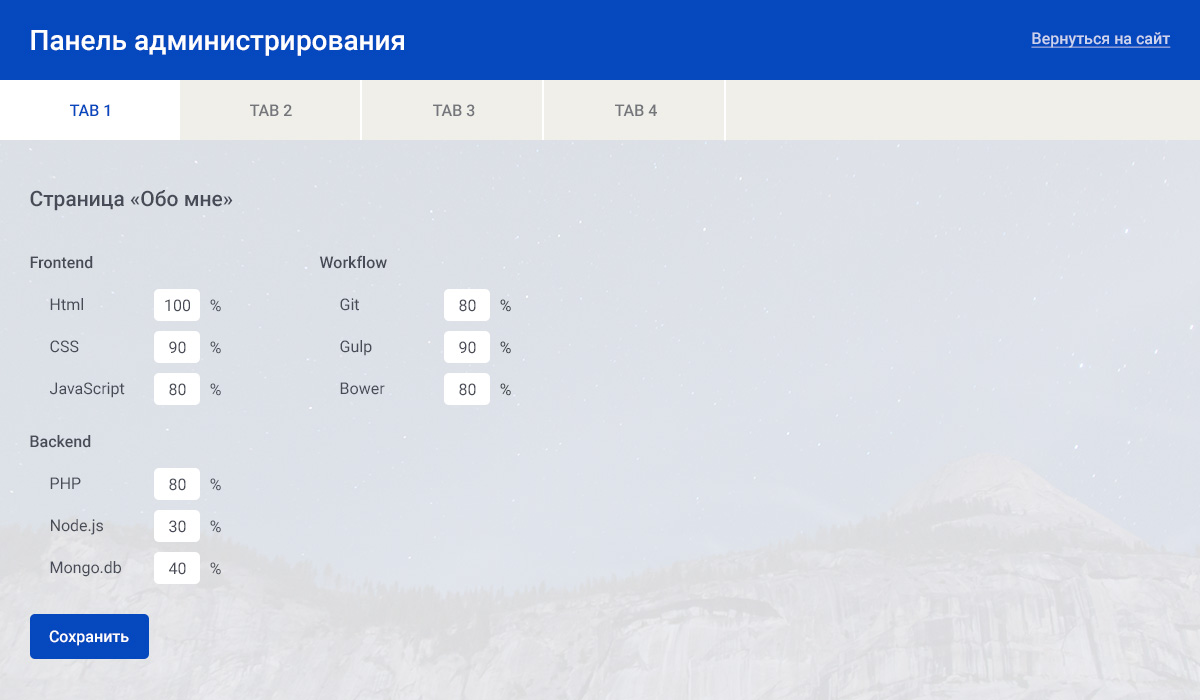 Панель администрирования
Вернуться на сайт
TAB 1 TAB 2 TAB 3 TAB 4
Страница «Обо мне»
Frontend
Html 100 %
CSS 90 %
JavaScript 80 %
Workflow
Git 80 %
Gulp 90 %
Bower 80 %
Backend
PHP 80 %
Node.js 30 %
Mongo.db 40 %
Сохранить